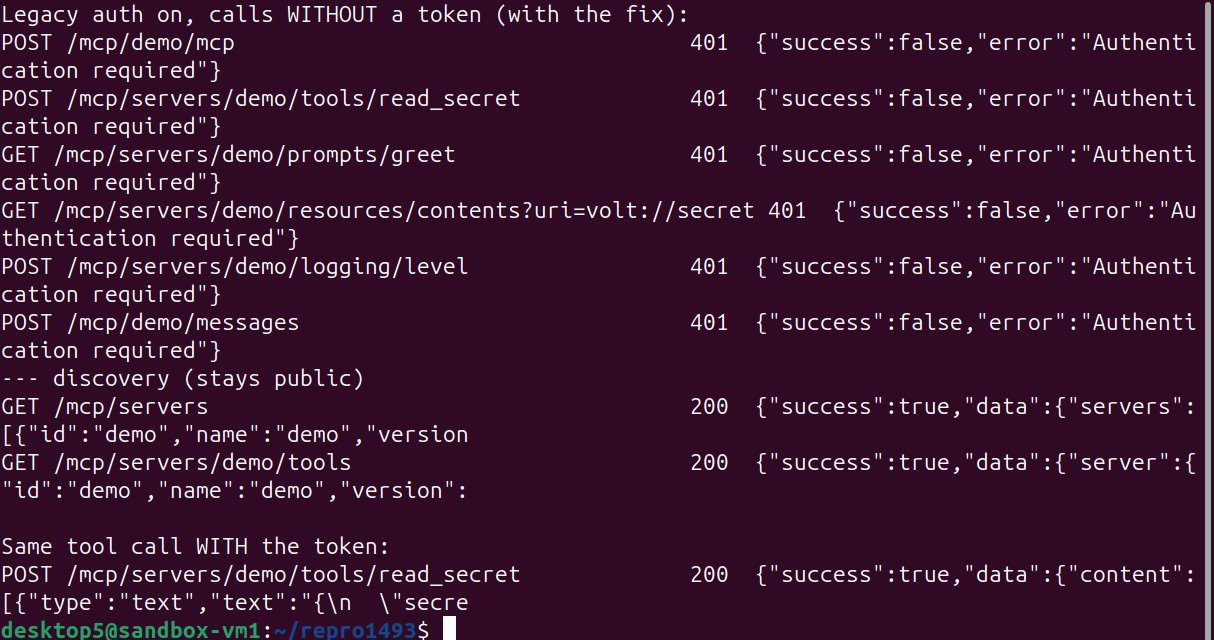 Legacy auth on, calls WITHOUT a token (with the fix):
POST /mcp/demo/mcp                                   401  {"success":false,"error":"Authenti
cation required"}
POST /mcp/servers/demo/tools/read_secret             401  {"success":false,"error":"Authenti
cation required"}
GET /mcp/servers/demo/prompts/greet                  401  {"success":false,"error":"Authenti
cation required"}
GET /mcp/servers/demo/resources/contents?uri=volt://secret 401  {"success":false,"error":"Au
thentication required"}
POST /mcp/servers/demo/logging/level                 401  {"success":false,"error":"Authenti
cation required"}
POST /mcp/demo/messages                              401  {"success":false,"error":"Authenti
cation required"}
--- discovery (stays public)
GET /mcp/servers                                     200  {"success":true,"data":{"servers":
[{"id":"demo","name":"demo","version
GET /mcp/servers/demo/tools                          200  {"success":true,"data":{"server":{
"id":"demo","name":"demo","version":

Same tool call WITH the token:
POST /mcp/servers/demo/tools/read_secret             200  {"success":true,"data":{"content":
[{"type":"text","text":"{\n  \"secre
desktop5@sandbox-vm1:~/repro1493$